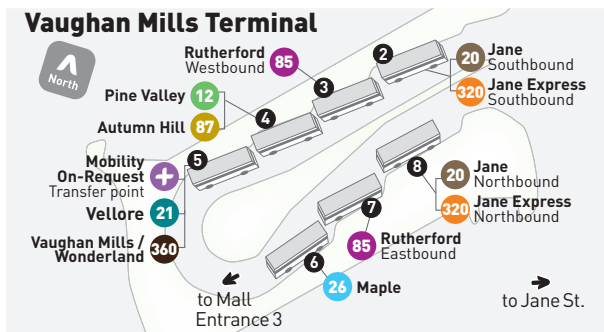 Vaughan Mills Terminal
North
Rutherford
Westbound
85
3
2
20
Jane
Southbound
320
Jane Express
Southbound
Pine Valley
12
Autumn Hill
87
4
Mobility
On-Request
Transfer point
5
Vellore
21
Vaughan Mills /
Wonderland
360
8
20
Jane
Northbound
320
Jane Express
Northbound
7
85
Rutherford
Eastbound
6
26
Maple
to Mall
Entrance 3
to Jane St.